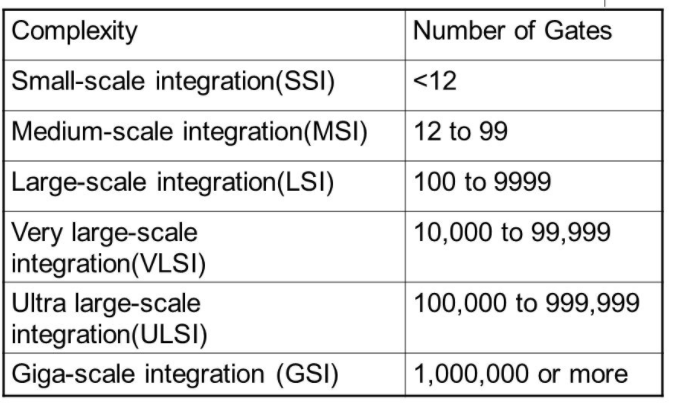 Complexity Number of Gates
Small-scale integration(SSI) <12
Medium-scale integration(MSI) 12 to 99
Large-scale integration(LSI) 100 to 9999
Very large-scale 10,000 to 99,999
integration(VLSI)
Ultra large-scale 100,000 to 999,999
integration(ULSI)
Giga-scale integration (GSI) 1,000,000 or more